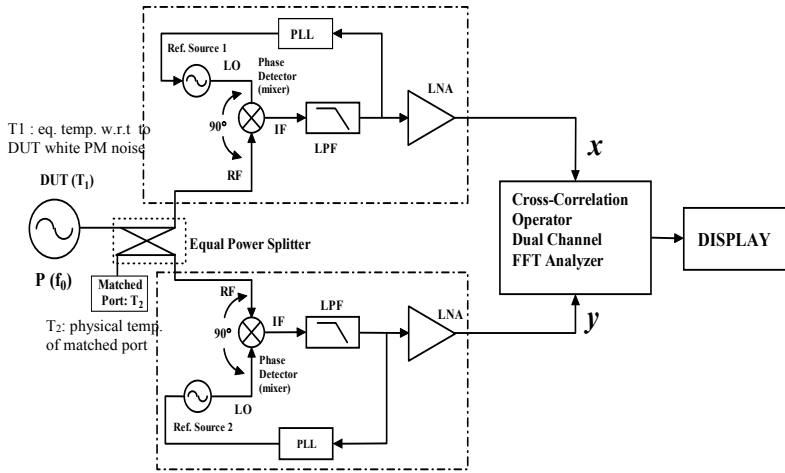 PLL
Ref. Source 1
LO
Phase
Detector
(mixer)
LNA
90°
IF
LPF
RF
T1 : eq. temp. w.r.t to
DUT white PM noise
DUT (T₁)
P (f₀)
Equal Power Splitter
Matched
Port: T₂
T₂: physical temp.
of matched port
x
Cross-Correlation
Operator
Dual Channel
FFT Analyzer
DISPLAY
y
RF
90°
IF
LPF
LNA
Phase
Detector
(mixer)
LO
Ref. Source 2
PLL